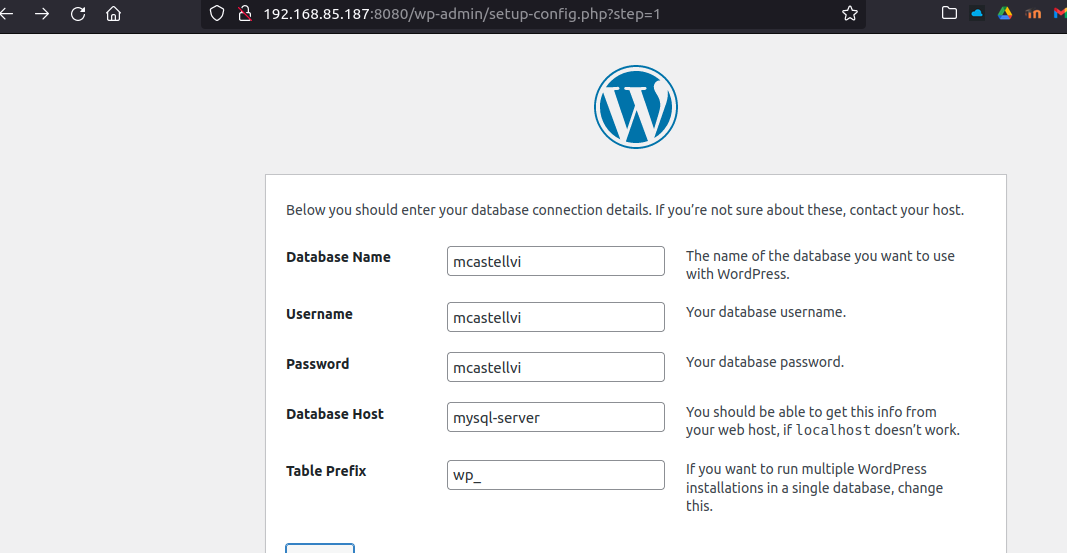 192.168.85.187:8080/wp-admin/setup-config.php?step=1
Below you should enter your database connection details. If you’re not sure about these, contact your host.
Database Name
mcastellvi
The name of the database you want to use
with WordPress.
Username
mcastellvi
Your database username.
Password
mcastellvi
Your database password.
Database Host
mysql-server
You should be able to get this info from
your web host, if localhost doesn’t work.
Table Prefix
wp_
If you want to run multiple WordPress
installations in a single database, change
this.